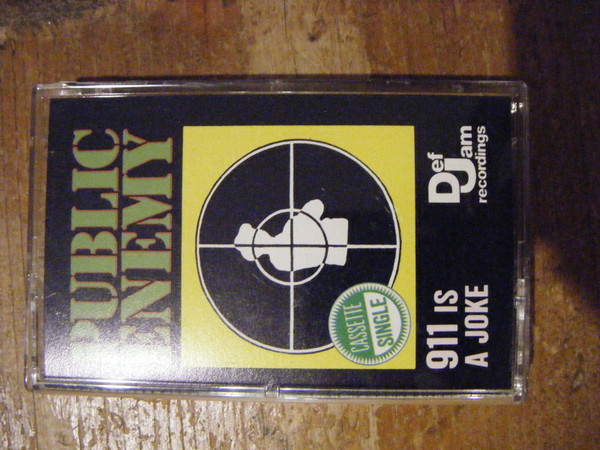 PUBLIC
ENEMY
CASSETTE
SINGLE
911 IS
A JOKE
Def
Jam
recordings